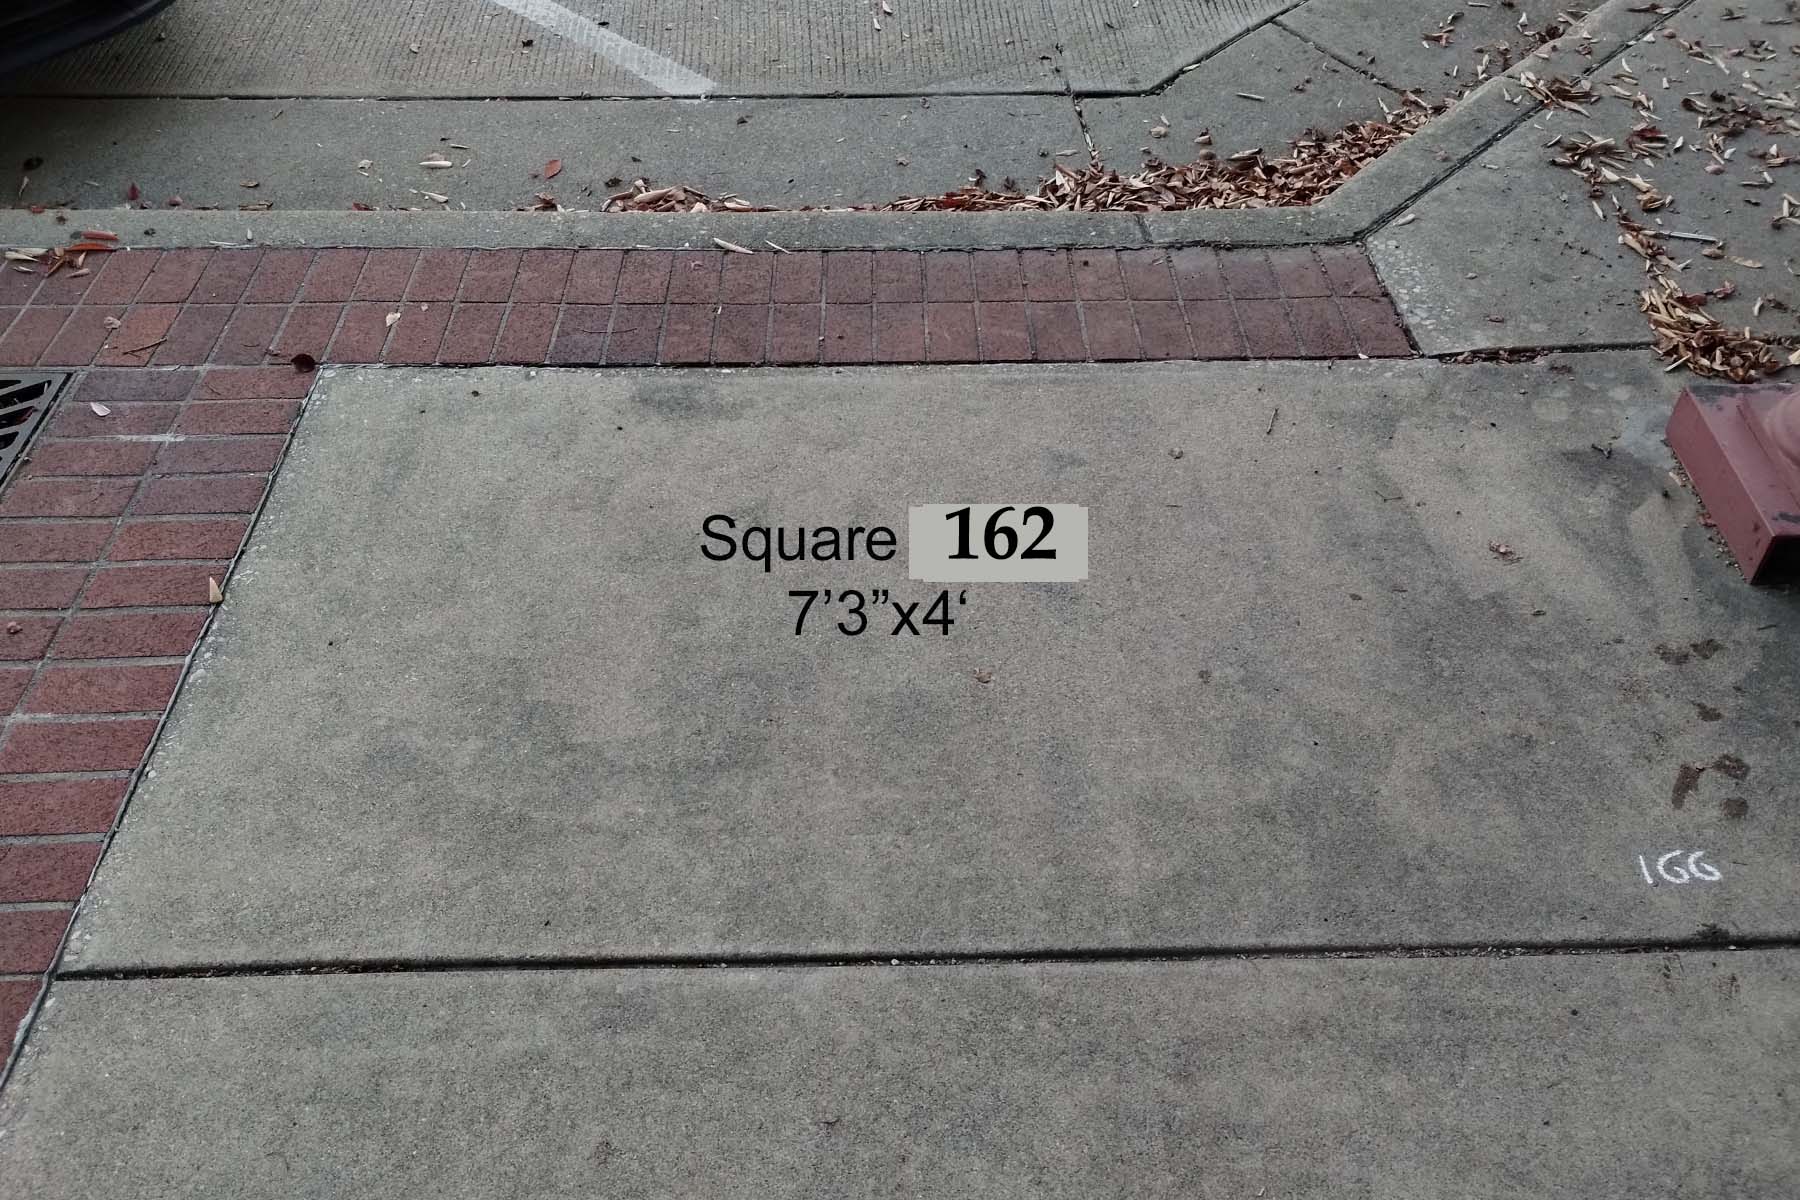 Square 162
7’3”x4‘
166